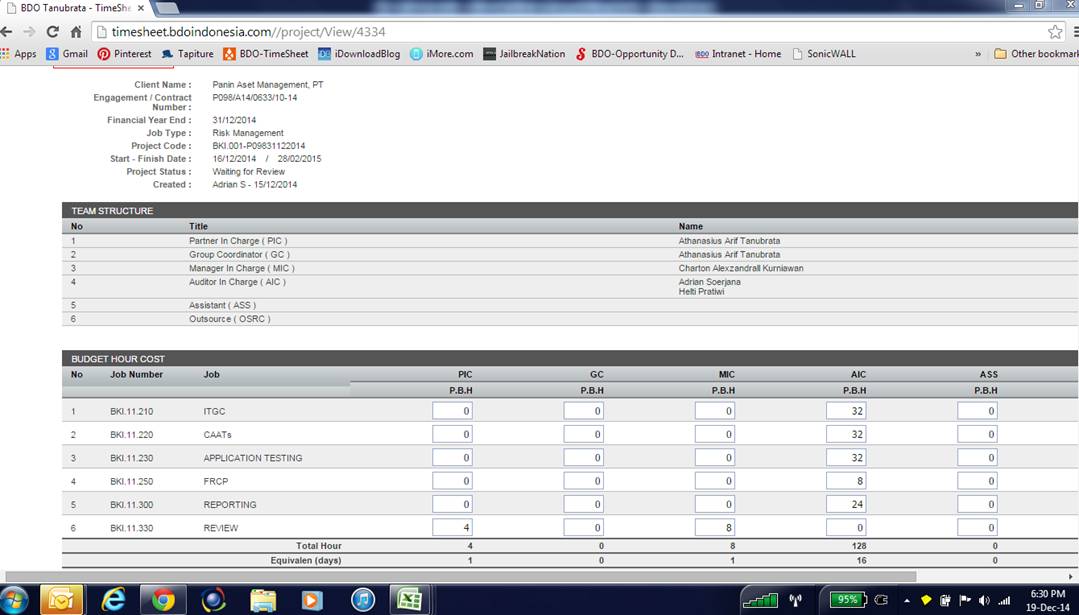 BDO Tanubrata - TimeShe
timesheet.bdoindonesia.com//project/View/4334
Apps Gmail Pinterest Tapiture BDO-TimeSheet iDownloadBlog iMore.com JailbreakNation BDO-Opportunity D... BDO Intranet - Home SonicWALL » Other bookmark
Client Name : Panin Aset Management, PT
Engagement / Contract P098/A14/0633/10-14
Number :
Financial Year End : 31/12/2014
Job Type : Risk Management
Project Code : BKI.001-P09831122014
Start - Finish Date : 16/12/2014 / 28/02/2015
Project Status : Waiting for Review
Created : Adrian S - 15/12/2014
TEAM STRUCTURE
No Title Name
1 Partner In Charge ( PIC ) Athanasius Arif Tanubrata
2 Group Coordinator ( GC ) Athanasius Arif Tanubrata
3 Manager In Charge ( MIC ) Charton Alexzandrall Kurniawan
4 Auditor In Charge ( AIC ) Adrian Soerjana
Helti Pratiwi
5 Assistant ( ASS )
6 Outsource ( OSRC )
BUDGET HOUR COST
No Job Number Job PIC GC MIC AIC ASS
P.B.H P.B.H P.B.H P.B.H P.B.H
1 BKI.11.210 ITGC 0 0 0 32 0
2 BKI.11.220 CAATs 0 0 0 32 0
3 BKI.11.230 APPLICATION TESTING 0 0 0 32 0
4 BKI.11.250 FRCP 0 0 0 8 0
5 BKI.11.300 REPORTING 0 0 0 24 0
6 BKI.11.330 REVIEW 4 0 8 0 0
Total Hour 4 0 8 128 0
Equivalen (days) 1 0 1 16 0
95%
6:30 PM
19-Dec-14